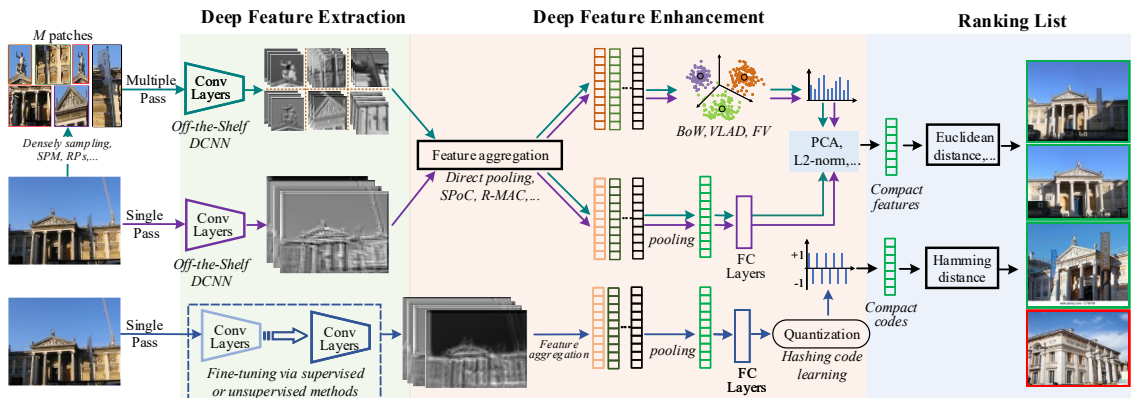 Deep Feature Extraction
Deep Feature Enhancement
Ranking List
M patches
Multiple
Pass
Conv
Layers
Off-the-Shelf
DCNN
Densely sampling,
SPM, RPs,...
Feature aggregation
Direct pooling,
SPoC, R-MAC,...
BoW, VLAD, FV
PCA,
L2-norm,...
Compact
features
Euclidean
distance,...
Single
Pass
Conv
Layers
Off-the-Shelf
DCNN
pooling
FC
Layers
+1
-1
Compact
codes
Hamming
distance
Single
Pass
Conv
Layers
Conv
Layers
Fine-tuning via supervised
or unsupervised methods
Feature
aggregation
pooling
FC
Layers
Quantization
Hashing code
learning